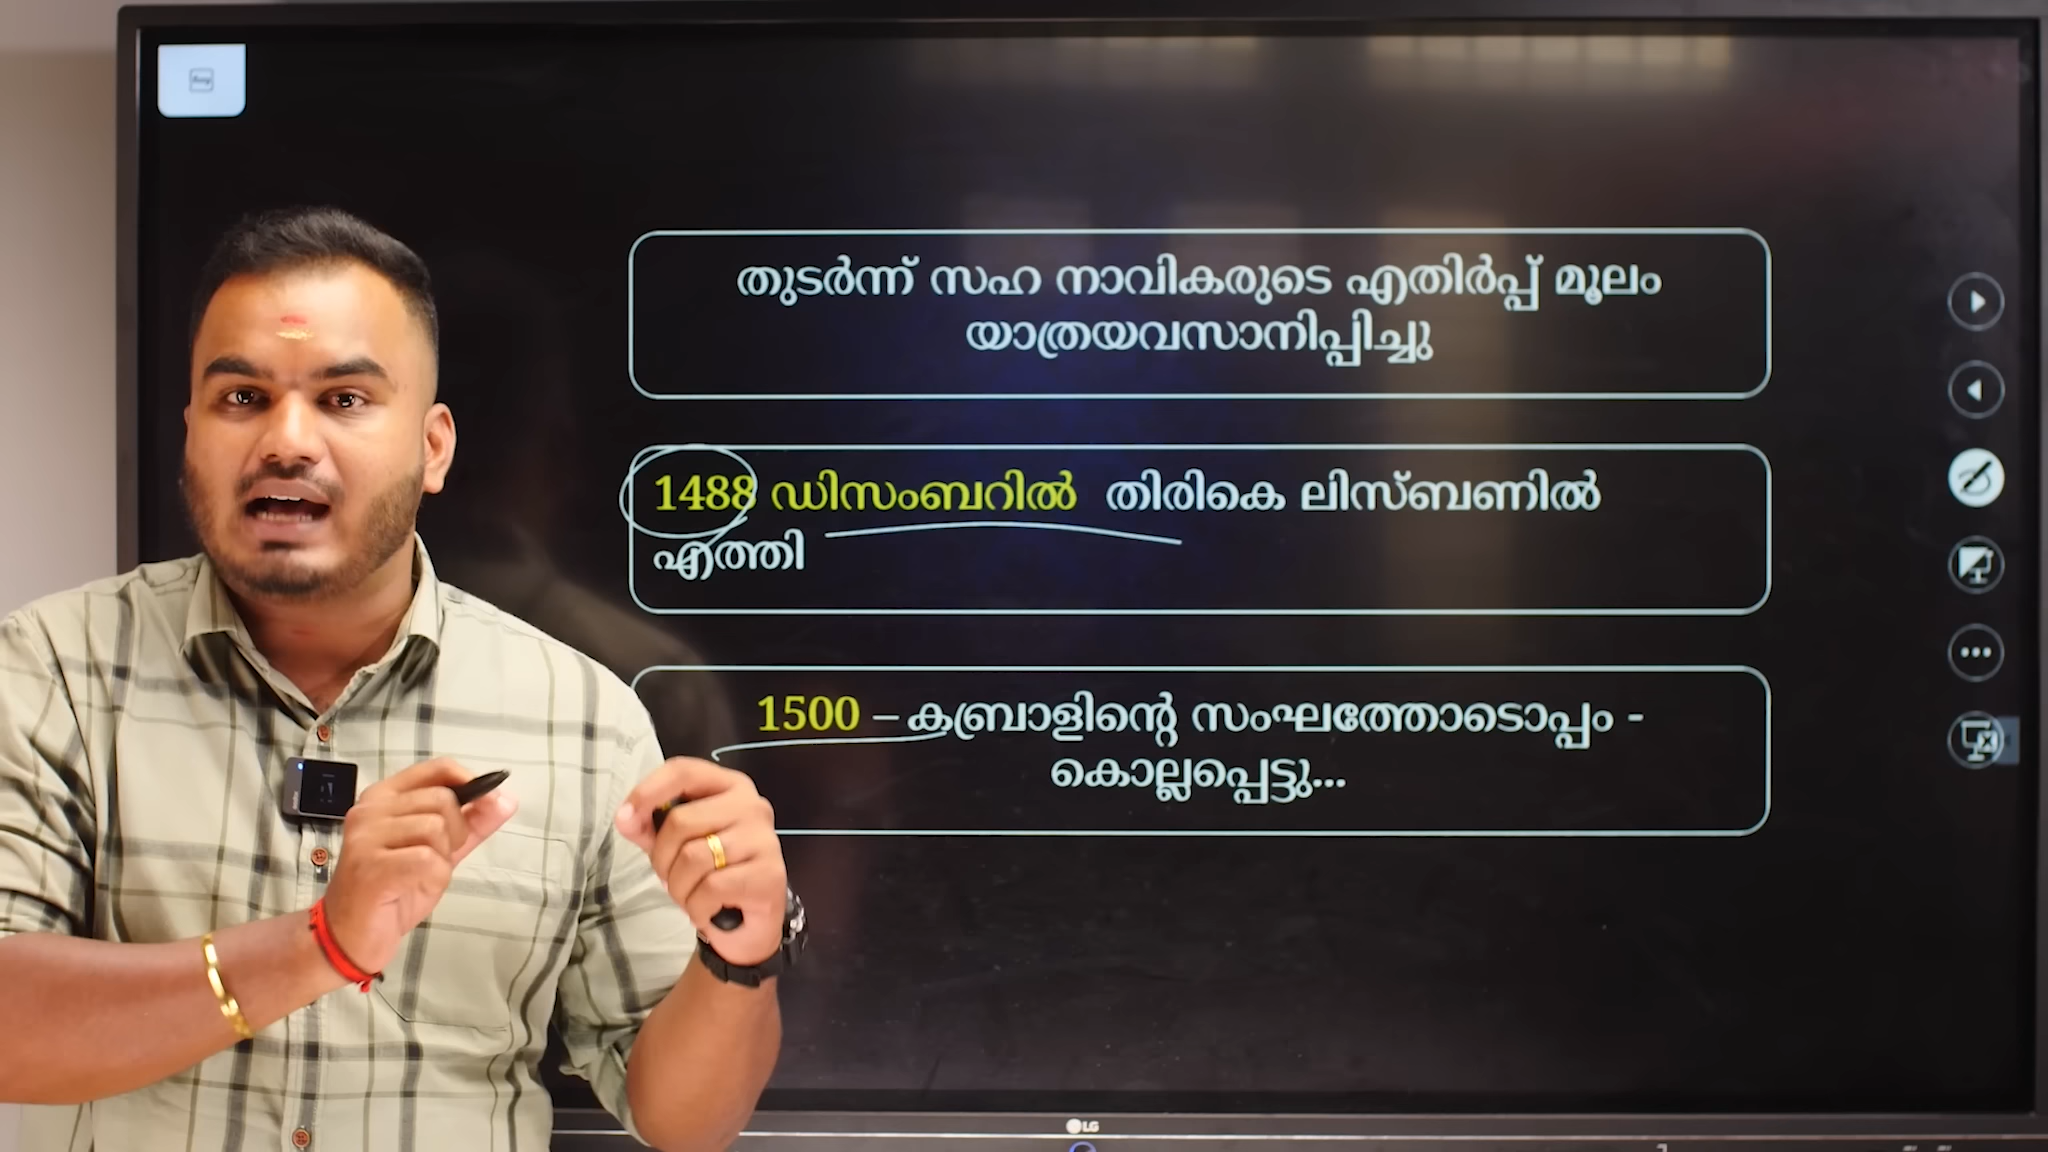 തുടർന്ന് സഹ നാവികരുടെ എതിർപ്പ് മൂലം
യാത്രയവസാനിപ്പിച്ചു
1488 ഡിസംബറിൽ തിരികെ ലിസ്ബണിൽ
എത്തി
1500 – കബ്രാളിന്റെ സംഘത്തോടൊപ്പം -
കൊല്ലപ്പെട്ടു...
LG